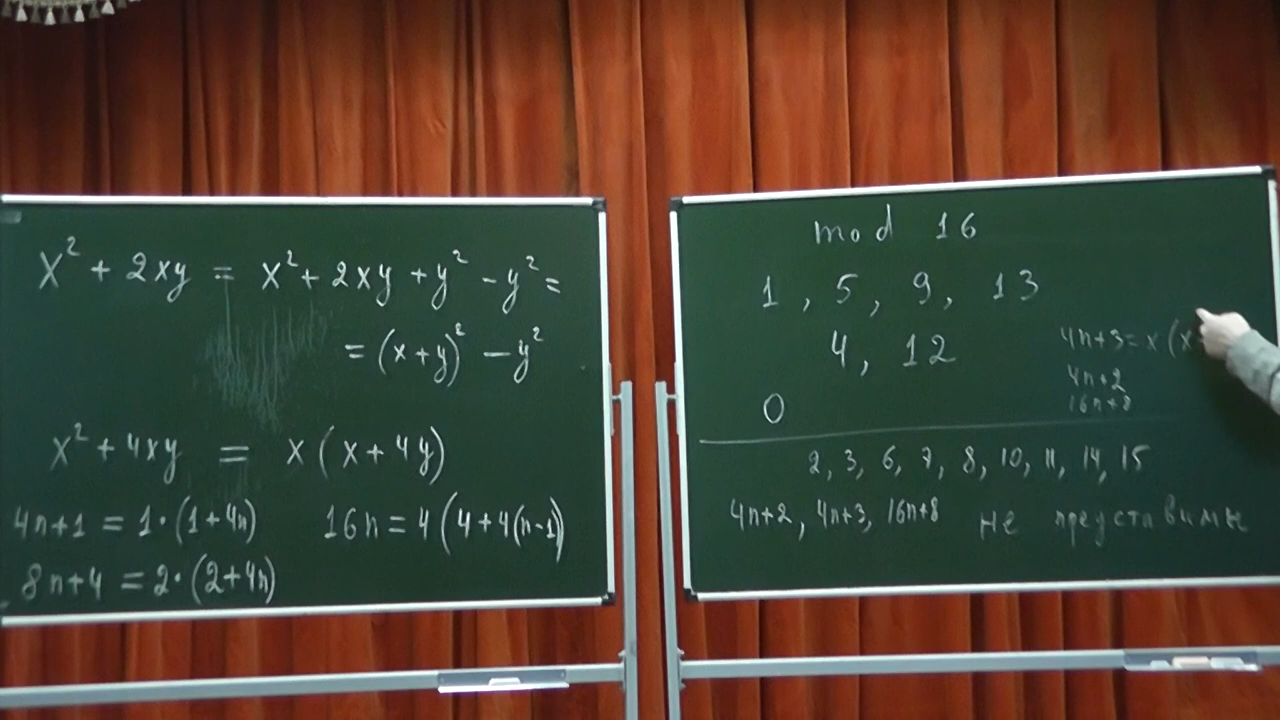 x² + 2xy = x² + 2xy + y² - y² =
= (x+y)² - y²
x² + 4xy = x(x+4y)
4n+1 = 1·(1+4n) 16n = 4(4+4(n-1))
8n+4 = 2·(2+4n)
mod 16
1, 5, 9, 13
4, 12
0
4n+3 = x(x
4n+2
16n+8
2, 3, 6, 7, 8, 10, 11, 14, 15
4n+2, 4n+3, 16n+8 не представимы